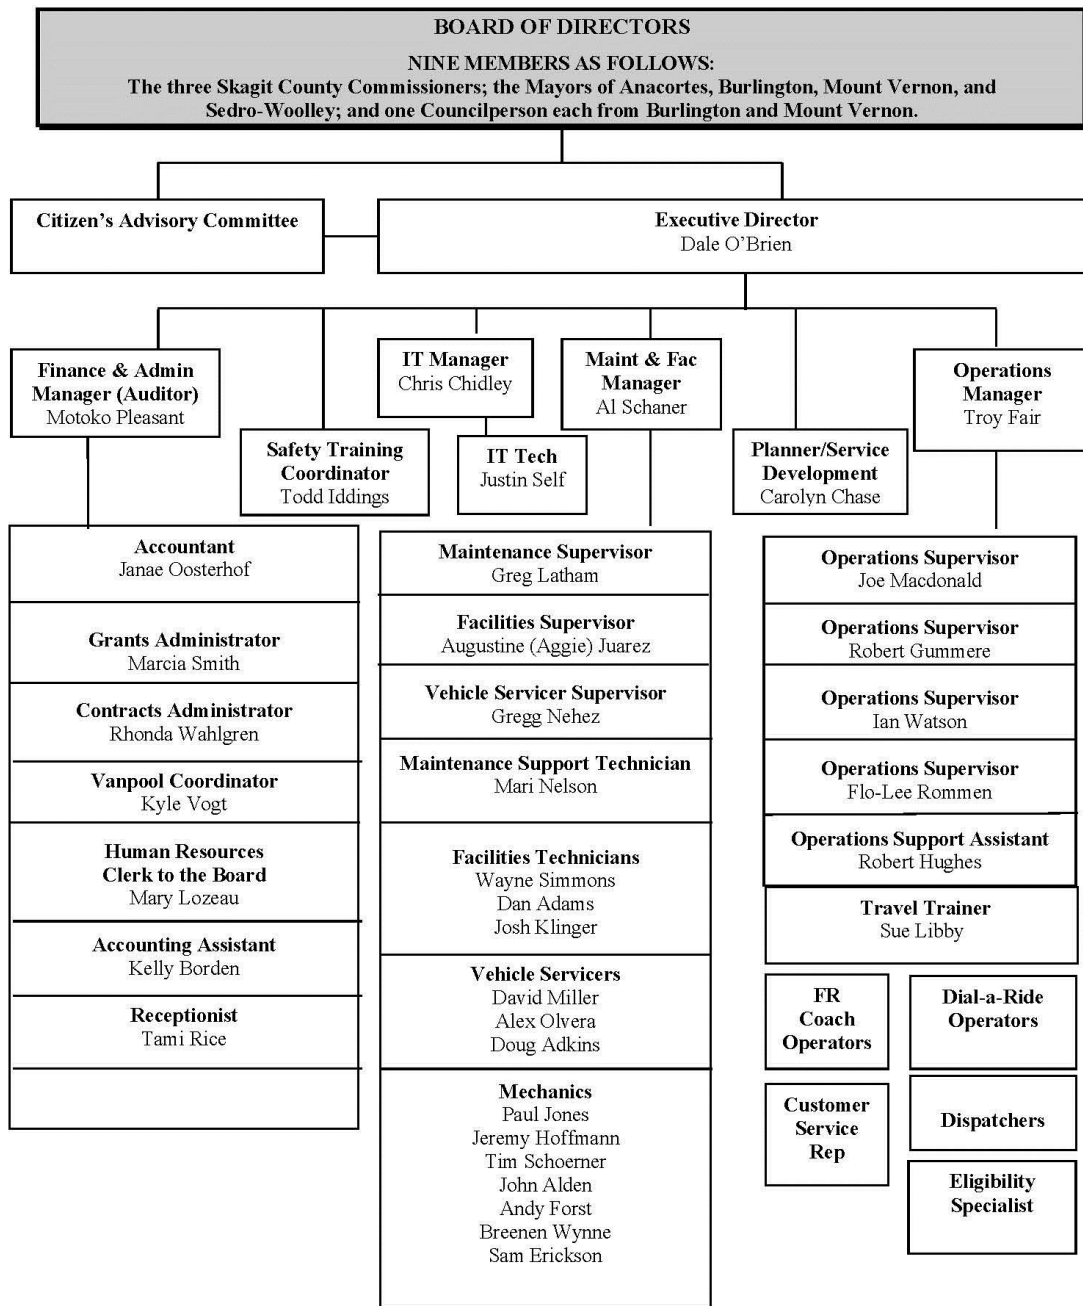 BOARD OF DIRECTORS
NINE MEMBERS AS FOLLOWS:
The three Skagit County Commissioners; the Mayors of Anacortes, Burlington, Mount Vernon, and
Sedro-Woolley; and one Councilperson each from Burlington and Mount Vernon.
Citizen's Advisory Committee
Executive Director
Dale O'Brien
Finance & Admin
Manager (Auditor)
Motoko Pleasant
Safety Training
Coordinator
Todd Iddings
IT Manager
Chris Chidley
IT Tech
Justin Self
Maint & Fac
Manager
Al Schaner
Planner/Service
Development
Carolyn Chase
Operations
Manager
Troy Fair
Accountant
Janae Oosterhof
Grants Administrator
Marcia Smith
Contracts Administrator
Rhonda Wahlgren
Vanpool Coordinator
Kyle Vogt
Human Resources
Clerk to the Board
Mary Lozeau
Accounting Assistant
Kelly Borden
Receptionist
Tami Rice
Maintenance Supervisor
Greg Latham
Facilities Supervisor
Augustine (Aggie) Juarez
Vehicle Servicer Supervisor
Gregg Nehez
Maintenance Support Technician
Mari Nelson
Facilities Technicians
Wayne Simmons
Dan Adams
Josh Klinger
Vehicle Servicers
David Miller
Alex Olvera
Doug Adkins
Mechanics
Paul Jones
Jeremy Hoffmann
Tim Schoerner
John Alden
Andy Forst
Breenen Wynne
Sam Erickson
Operations Supervisor
Joe Macdonald
Operations Supervisor
Robert Gummere
Operations Supervisor
Ian Watson
Operations Supervisor
Flo-Lee Rommen
Operations Support Assistant
Robert Hughes
Travel Trainer
Sue Libby
FR
Coach
Operators
Dial-a-Ride
Operators
Customer
Service
Rep
Dispatchers
Eligibility
Specialist